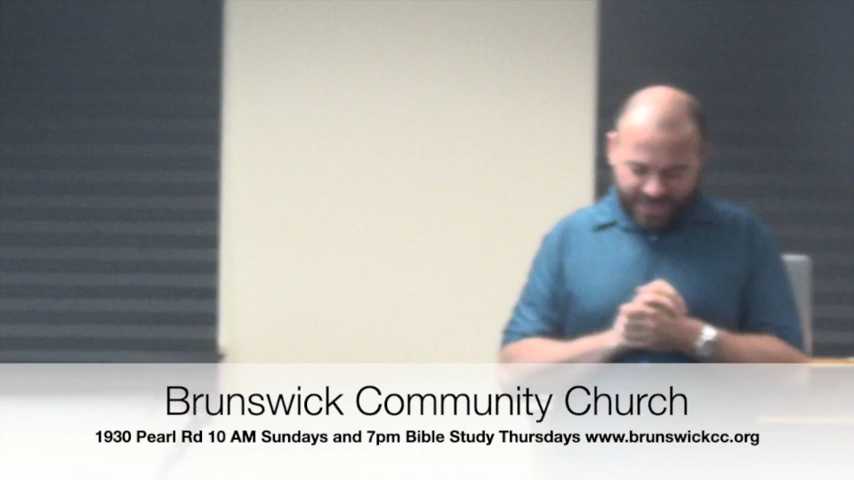 Brunswick Community Church
1930 Pearl Rd 10 AM Sundays and 7pm Bible Study Thursdays www.brunswickcc.org